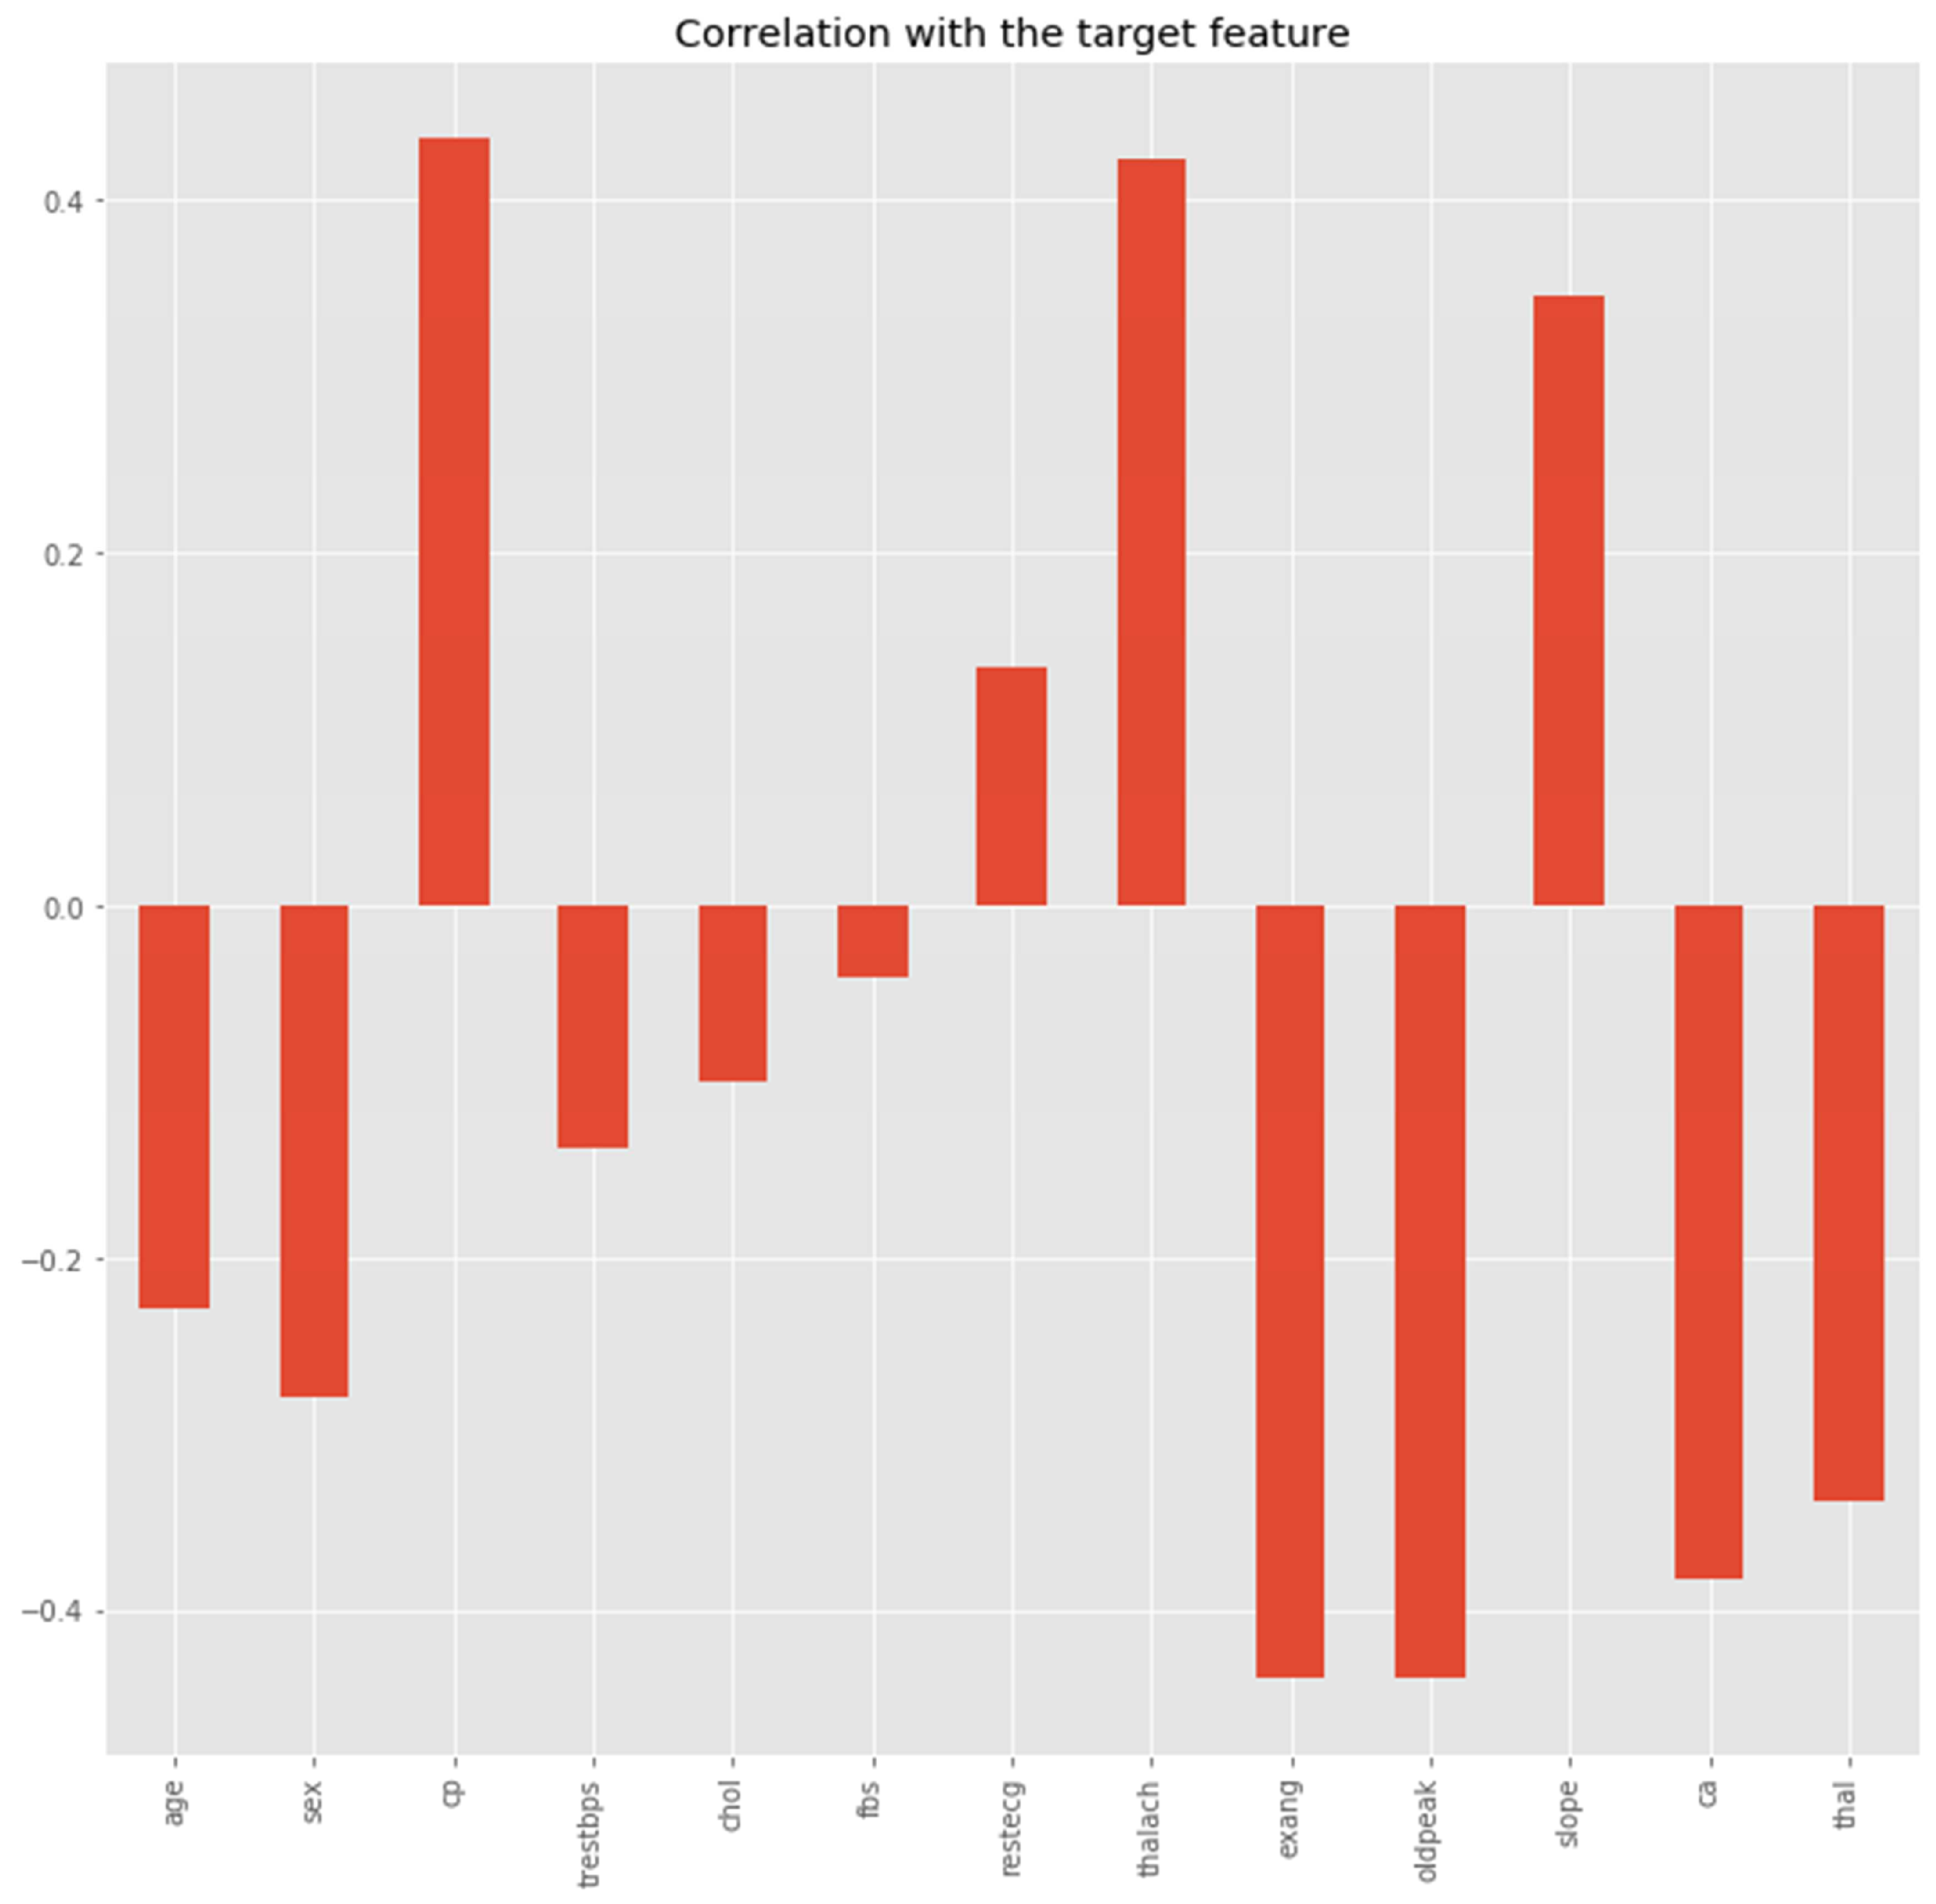 Correlation with the target feature
0.4
0.2
0.0
−0.2
−0.4
age
sex
cp
trestbps
chol
fbs
restecg
thalach
exang
oldpeak
slope
ca
thal